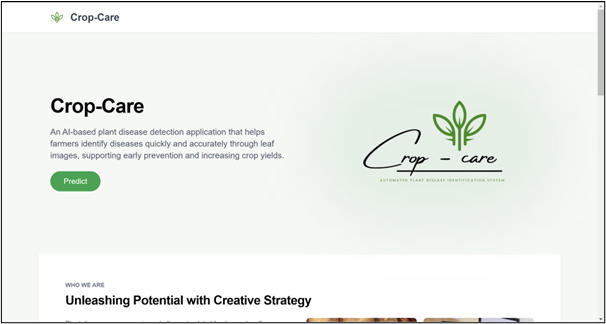 Crop-Care
Crop-Care
An AI-based plant disease detection application that helps
farmers identify diseases quickly and accurately through leaf
images, supporting early prevention and increasing crop yields.
Predict
Crop - care
AUTOMATED PLANT DISEASE IDENTIFICATION SYSTEM
WHO WE ARE
Unleashing Potential with Creative Strategy